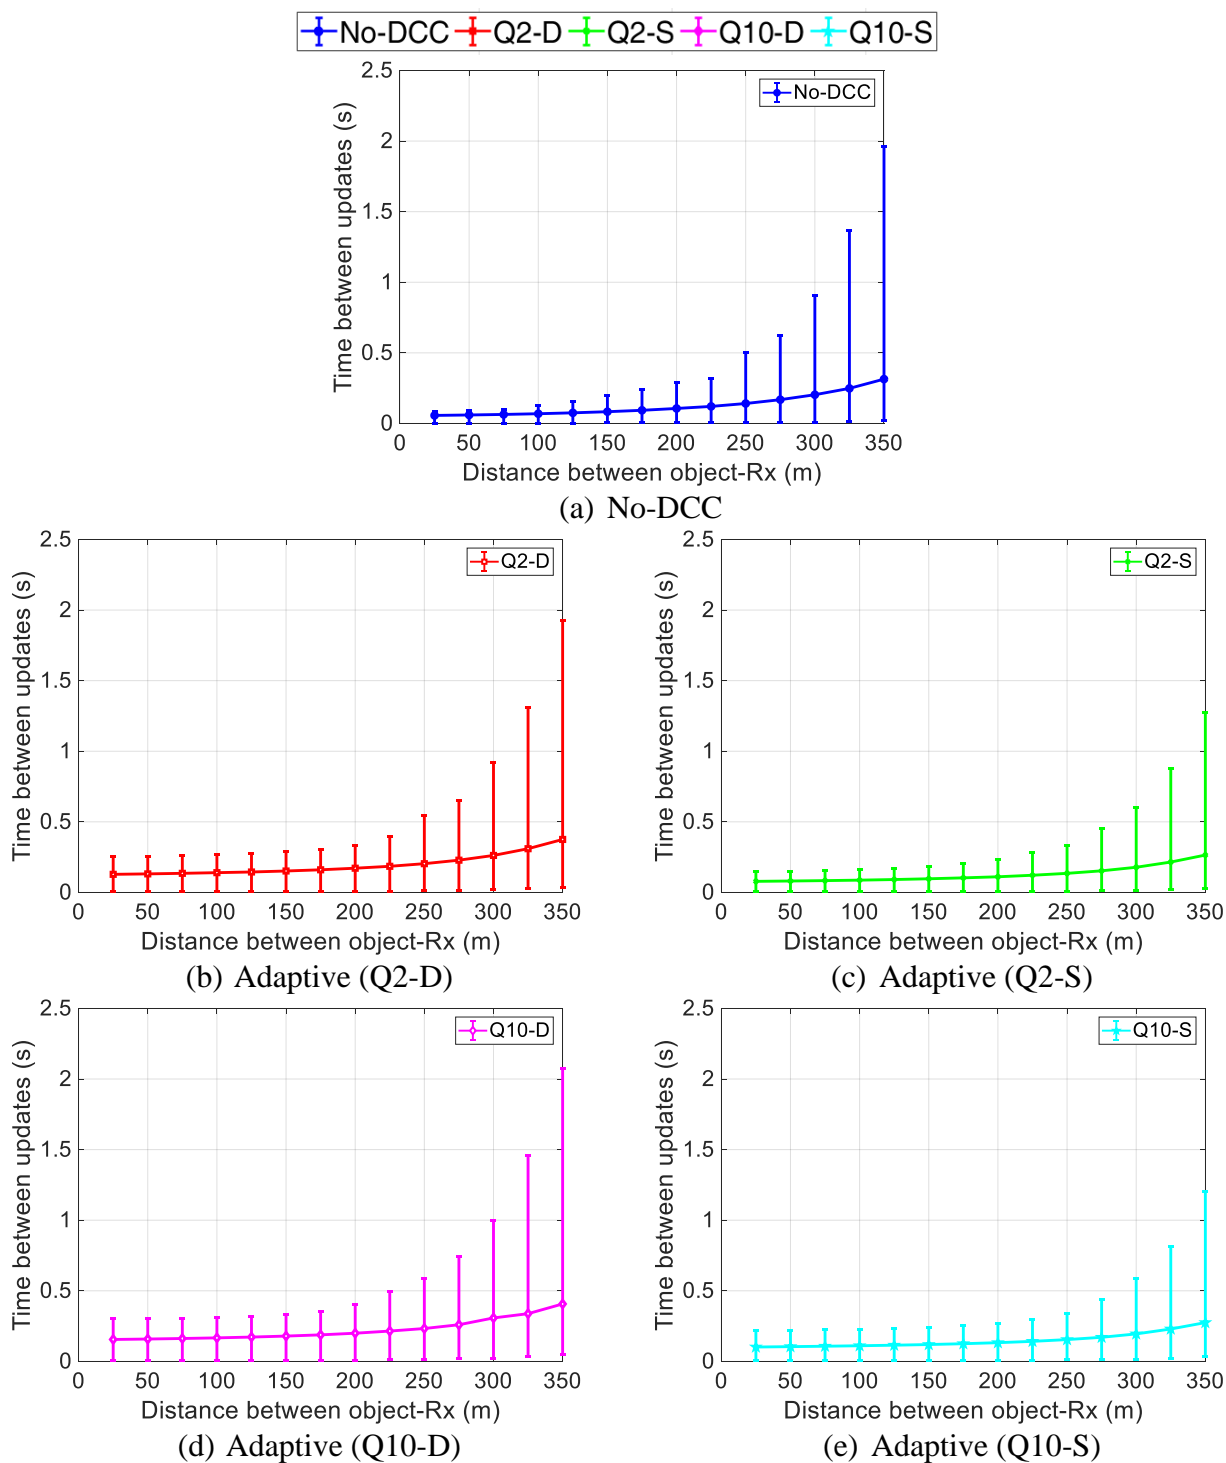 No-DCC Q2-D Q2-S Q10-D Q10-S
2.5
No-DCC
2
1.5
1
0.5
0
Time between updates (s)
0 50 100 150 200 250 300 350
Distance between object-Rx (m)
(a) No-DCC
2.5
Q2-D
2
1.5
1
0.5
0
Time between updates (s)
0 50 100 150 200 250 300 350
Distance between object-Rx (m)
(b) Adaptive (Q2-D)
2.5
Q2-S
2
1.5
1
0.5
0
Time between updates (s)
0 50 100 150 200 250 300 350
Distance between object-Rx (m)
(c) Adaptive (Q2-S)
2.5
Q10-D
2
1.5
1
0.5
0
Time between updates (s)
0 50 100 150 200 250 300 350
Distance between object-Rx (m)
(d) Adaptive (Q10-D)
2.5
Q10-S
2
1.5
1
0.5
0
Time between updates (s)
0 50 100 150 200 250 300 350
Distance between object-Rx (m)
(e) Adaptive (Q10-S)